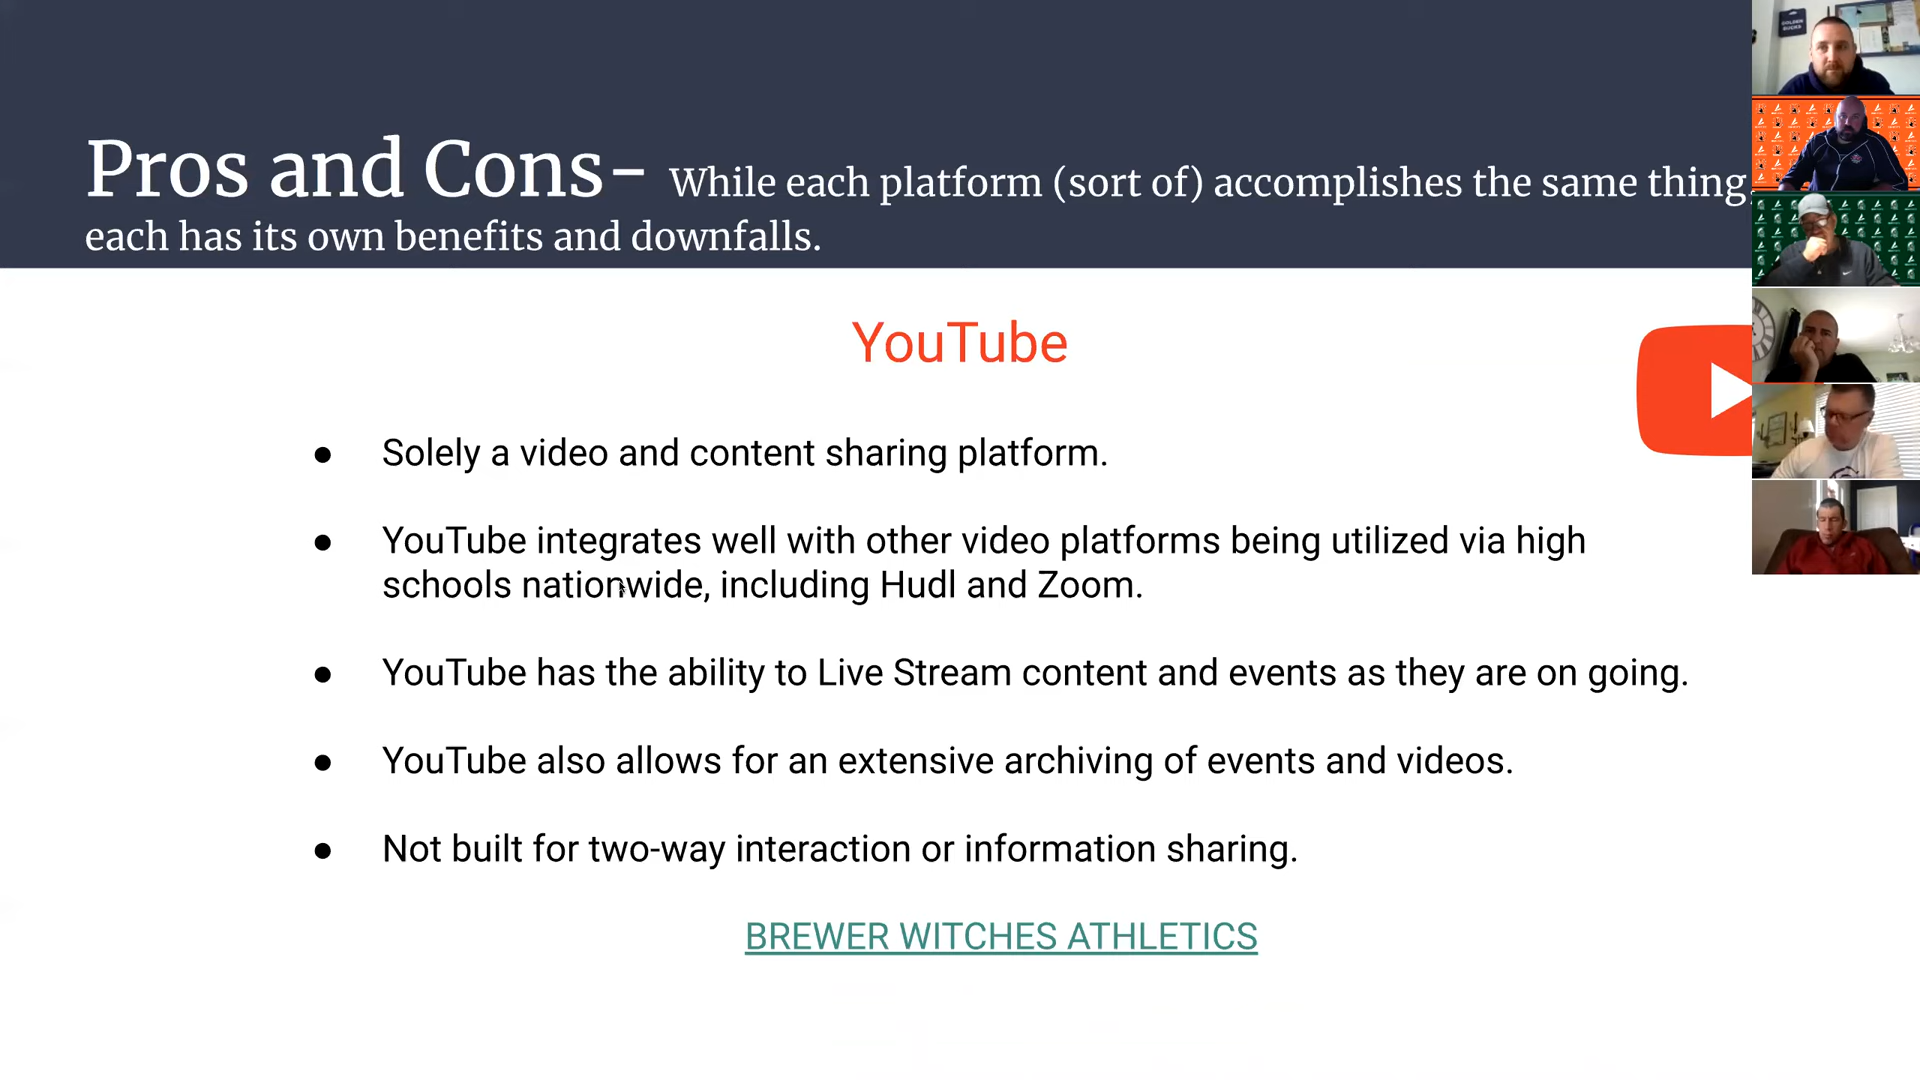 Pros and Cons- While each platform (sort of) accomplishes the same thing,
each has its own benefits and downfalls.
YouTube
● Solely a video and content sharing platform.
● YouTube integrates well with other video platforms being utilized via high
schools nationwide, including Hudl and Zoom.
● YouTube has the ability to Live Stream content and events as they are on going.
● YouTube also allows for an extensive archiving of events and videos.
● Not built for two-way interaction or information sharing.
BREWER WITCHES ATHLETICS
GOLDEN
BUCKS